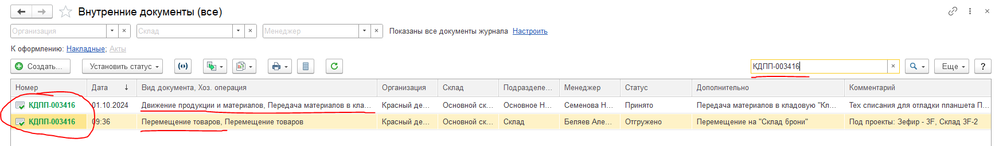 Внутренние документы (все)
Организация Склад Менеджер Показаны все документы журнала Настроить
К оформлению: Накладные; Акты
Создать... Установить статус КДПП-003416 Еще ?
Номер Дата Вид документа, Хоз. операция Организация Склад Подразделе... Менеджер Статус Дополнительно Комментарий
КДПП-003416 01.10.2024 Движение продукции и материалов, Передача материалов в кла... Красный де... Основной ск... Основное Н... Семенова Н... Принято Передача материалов в кладовую "Кл... Тех списания для отладки планшета П...
КДПП-003416 09:36 Перемещение товаров, Перемещение товаров Красный де... Основной ск... Склад Беляев Але... Отгружено Перемещение на "Склад брони" Под проекты: Зефир - 3F, Склад 3F-2